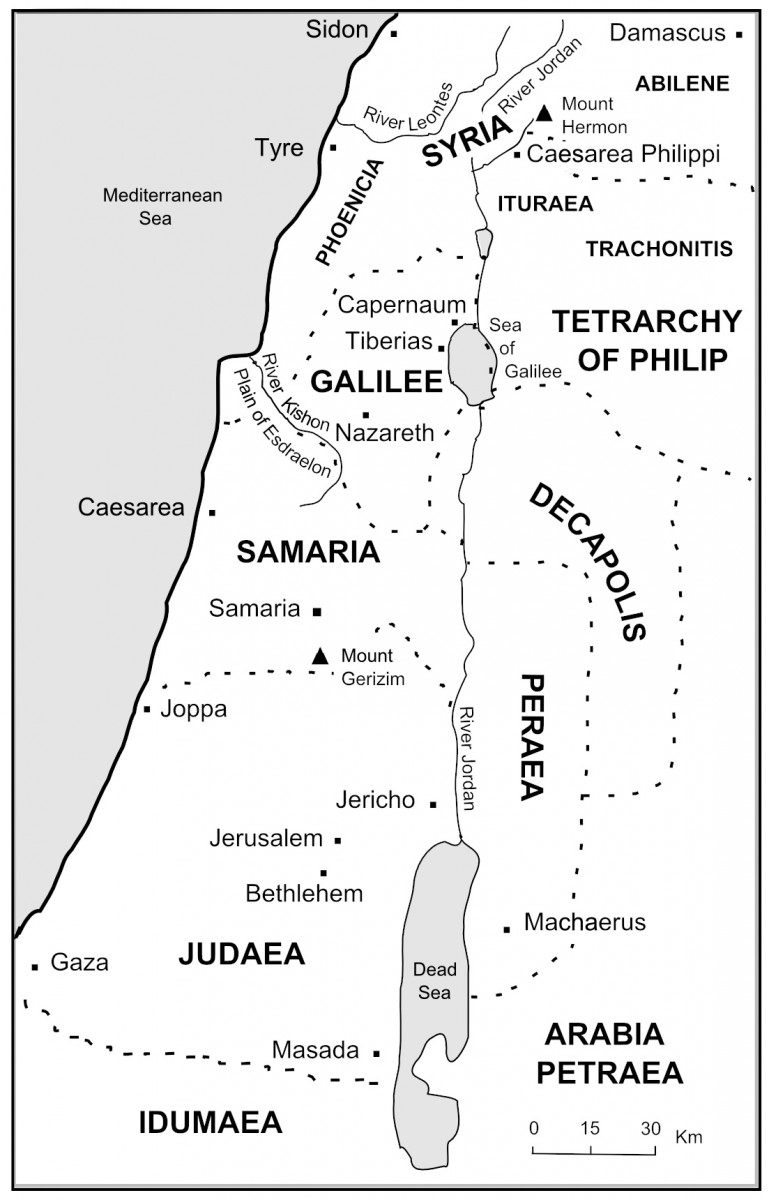 Sidon
Damascus
River Jordan
ABILENE
River Leontes
Mount
Hermon
SYRIA
Tyre
Caesarea Philippi
Mediterranean
Sea
PHOENICIA
ITURAEA
TRACHONITIS
Capernaum
TETRARCHY
OF PHILIP
Sea
of
Galilee
Tiberias
GALILEE
River Kishon
Plain of Esdraelon
Nazareth
Caesarea
DECAPOLIS
SAMARIA
Samaria
Mount
Gerizim
PERAEA
Joppa
River Jordan
Jericho
Jerusalem
Bethlehem
Machaerus
JUDAEA
Gaza
Dead
Sea
ARABIA
PETRAEA
Masada
IDUMAEA
0 15 30 Km